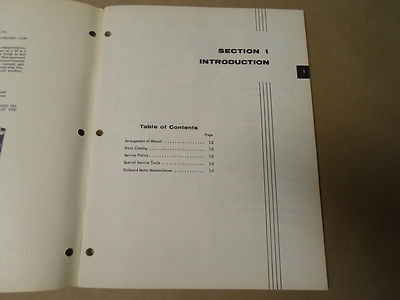 SECTION 1
INTRODUCTION
1
Table of Contents
Page
Arrangement of Manual . . . . . . . . . . . . . . 1-2
Parts Catalog . . . . . . . . . . . . . . . . . . 1-2
Service Policy . . . . . . . . . . . . . . . . . . 1-2
Special Service Tools . . . . . . . . . . . . . . 1-2
Outboard Motor Nomenclature . . . . . . . . . . 1-2